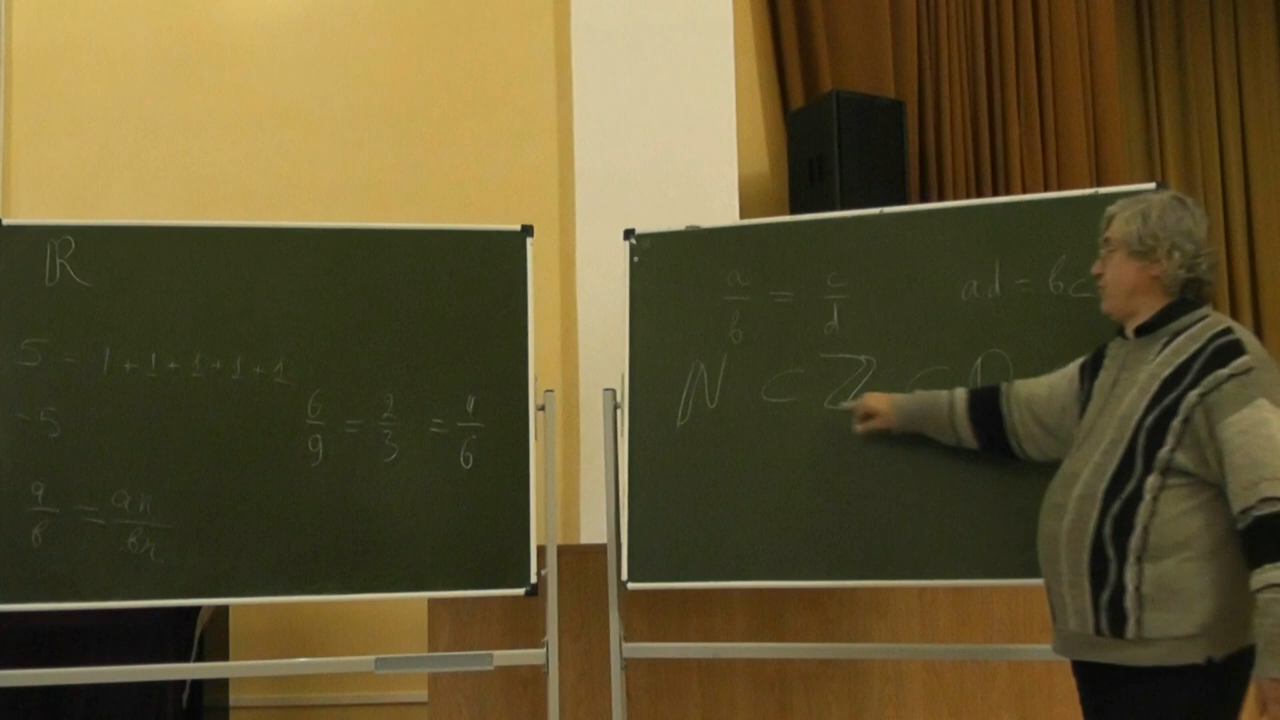 ℝ
5 - 1 + 1 + 1 + 1 + 1
-5
6/9 = 2/3 = 4/6
a/b = an/bn
a/b = c/d
ad = bc
ℕ ⊂ ℤ ⊂ ℚ